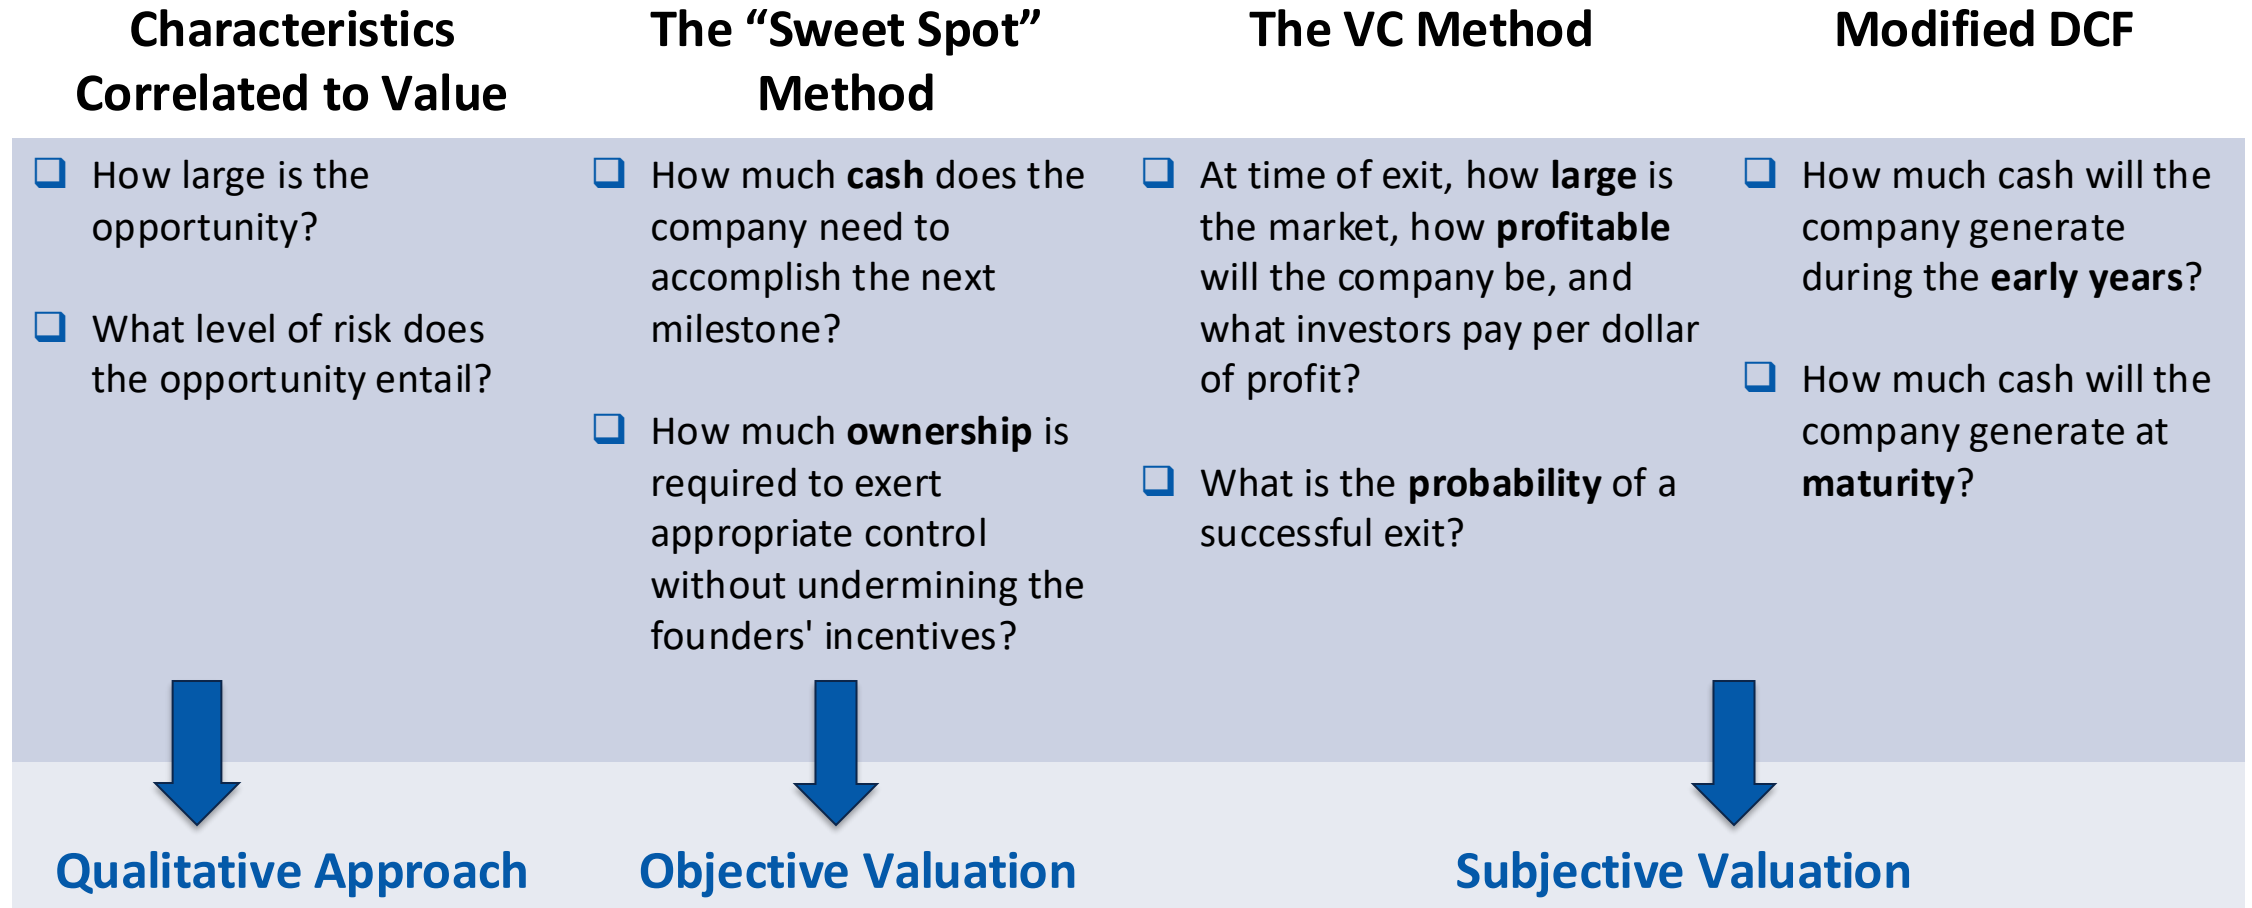 Characteristics
Correlated to Value
How large is the
opportunity?
What level of risk does
the opportunity entail?
Qualitative Approach
The “Sweet Spot”
Method
How much cash does the
company need to
accomplish the next
milestone?
How much ownership is
required to exert
appropriate control
without undermining the
founders' incentives?
Objective Valuation
The VC Method
At time of exit, how large is
the market, how profitable
will the company be, and
what investors pay per dollar
of profit?
What is the probability of a
successful exit?
Modified DCF
How much cash will the
company generate
during the early years?
How much cash will the
company generate at
maturity?
Subjective Valuation